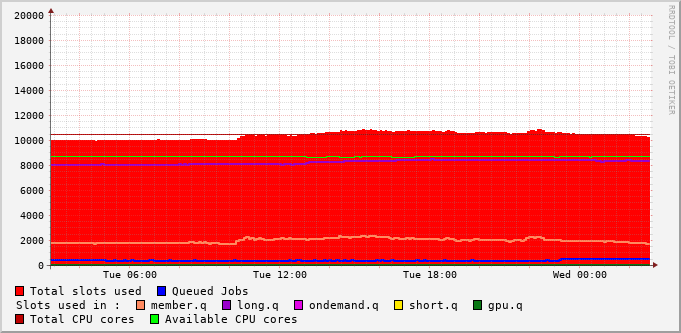 20000
18000
16000
14000
12000
10000
8000
6000
4000
2000
0
Tue 06:00 Tue 12:00 Tue 18:00 Wed 00:00
RRDTOOL / TOBI OETIKER
Total slots used Queued Jobs
Slots used in : member.q long.q ondemand.q short.q gpu.q
Total CPU cores Available CPU cores